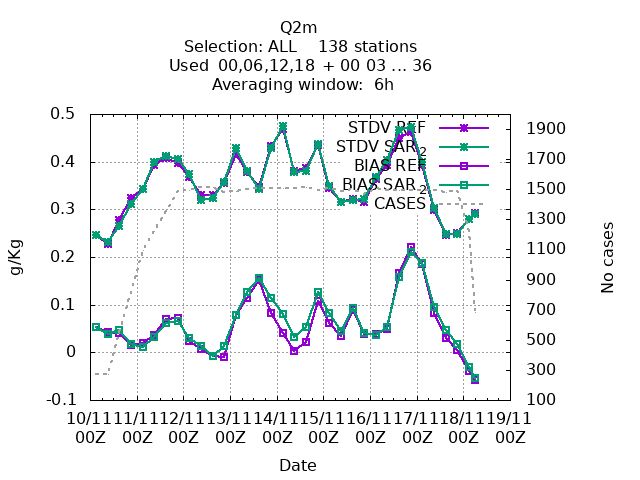 Q2m
Selection: ALL 138 stations
Used 00,06,12,18 + 00 03 ... 36
Averaging window: 6h
STDV REF
STDV SAR_2
BIAS REF
BIAS SAR_2
CASES
g/Kg
0.5
0.4
0.3
0.2
0.1
0
-0.1
No cases
1900
1700
1500
1300
1100
900
700
500
300
100
10/11 11/11 12/11 13/11 14/11 15/11 16/11 17/11 18/11 19/11
00Z 00Z 00Z 00Z 00Z 00Z 00Z 00Z 00Z 00Z
Date